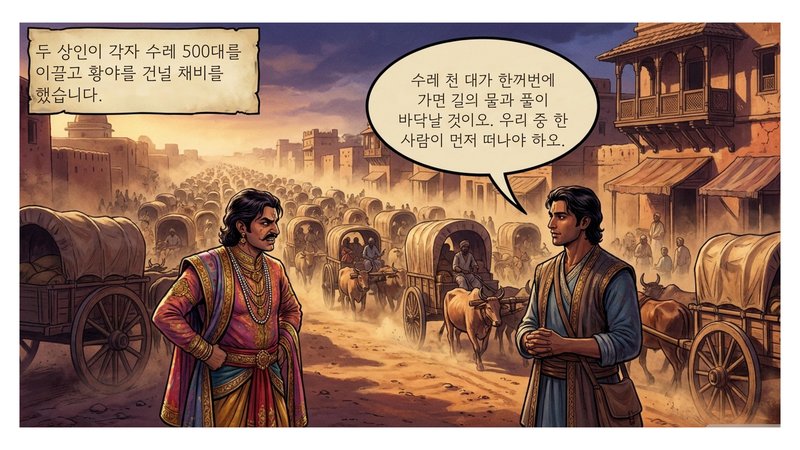 두 상인이 각자 수레 500대를
이끌고 황야를 건널 채비를
했습니다.
수레 천 대가 한꺼번에
가면 길의 물과 풀이
바닥날 것이오. 우리 중 한
사람이 먼저 떠나야 하오.